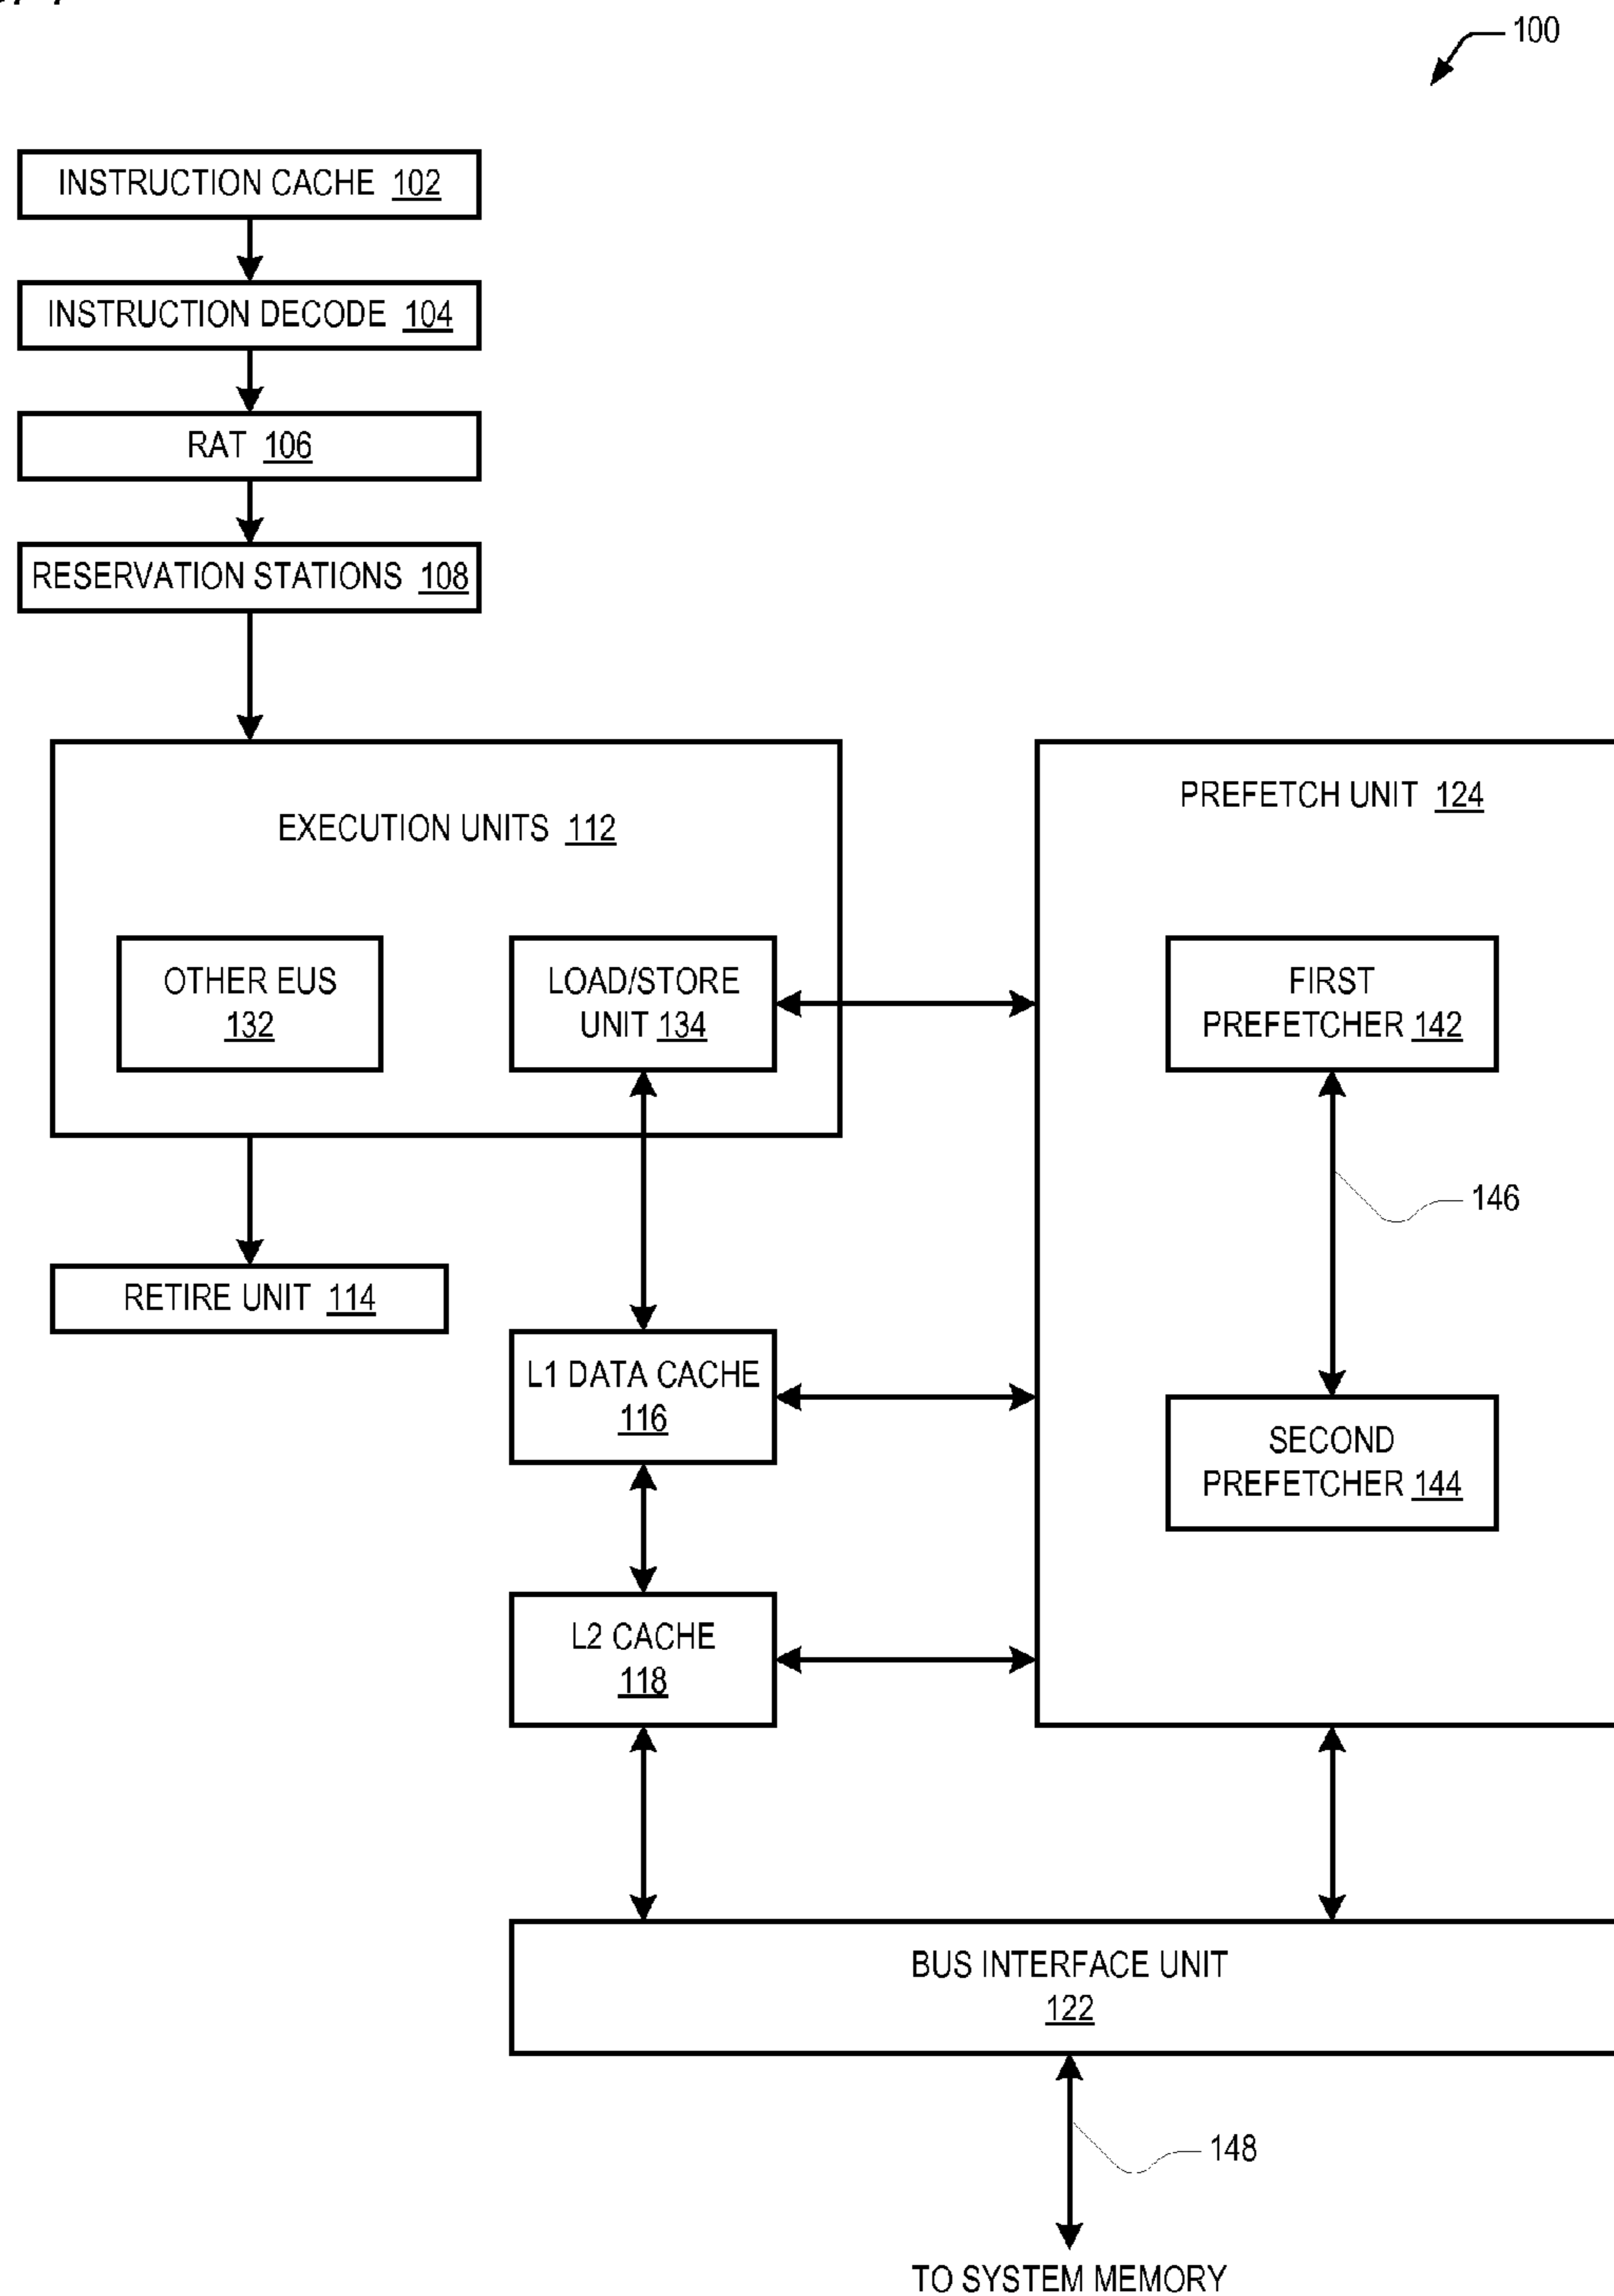 100
INSTRUCTION CACHE 102
INSTRUCTION DECODE 104
RAT 106
RESERVATION STATIONS 108
EXECUTION UNITS 112
OTHER EUS
132
LOAD/STORE
UNIT 134
PREFETCH UNIT 124
FIRST
PREFETCHER 142
146
SECOND
PREFETCHER 144
RETIRE UNIT 114
L1 DATA CACHE
116
L2 CACHE
118
BUS INTERFACE UNIT
122
148
TO SYSTEM MEMORY